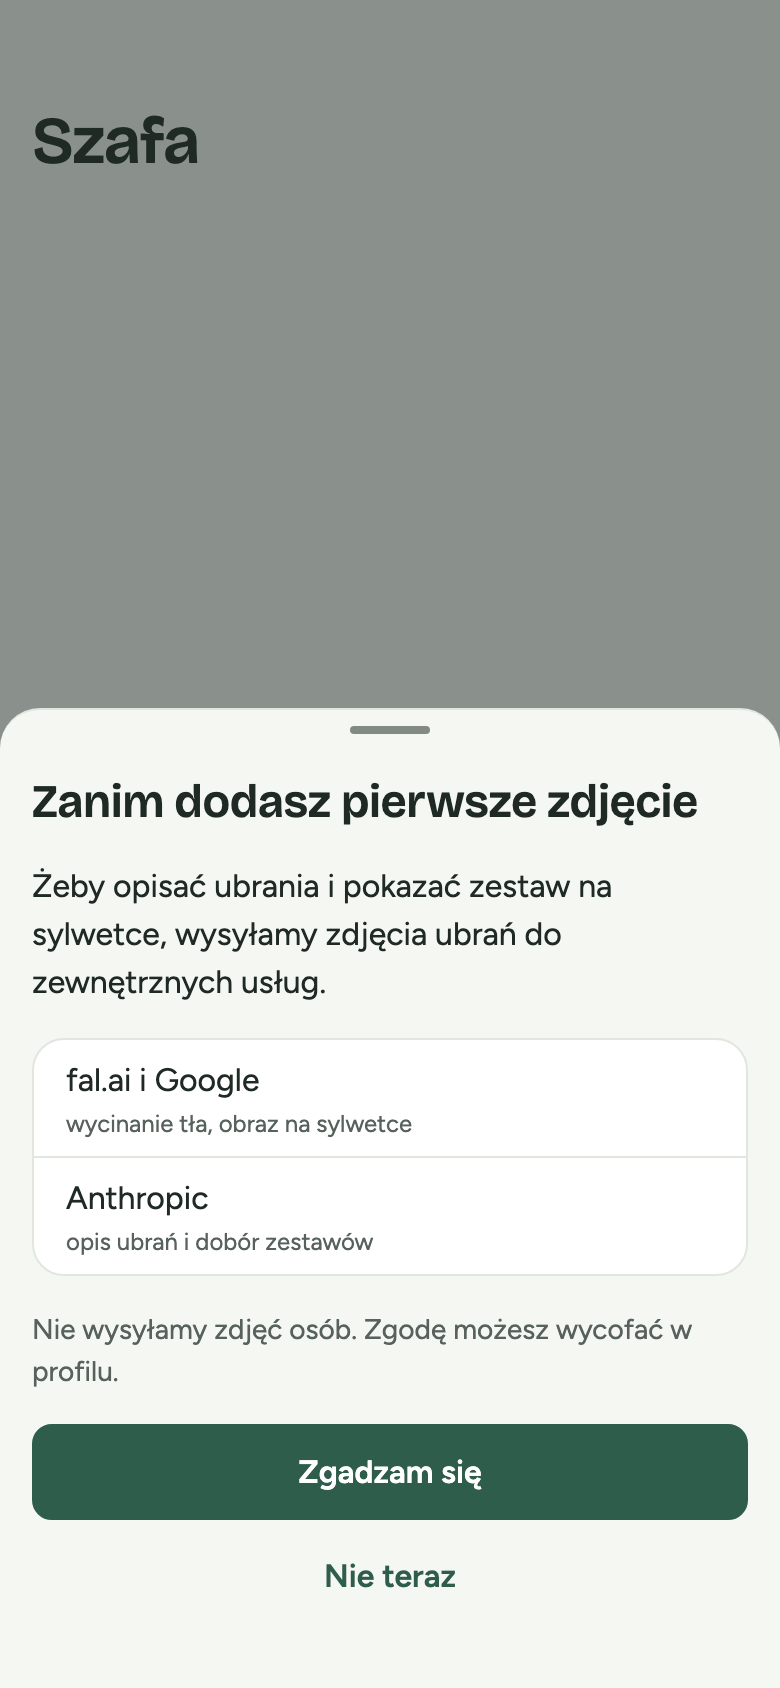 Szafa
Zanim dodasz pierwsze zdjęcie
Żeby opisać ubrania i pokazać zestaw na
sylwetce, wysyłamy zdjęcia ubrań do
zewnętrznych usług.
fal.ai i Google
wycinanie tła, obraz na sylwetce
Anthropic
opis ubrań i dobór zestawów
Nie wysyłamy zdjęć osób. Zgodę możesz wycofać w
profilu.
Zgadzam się
Nie teraz